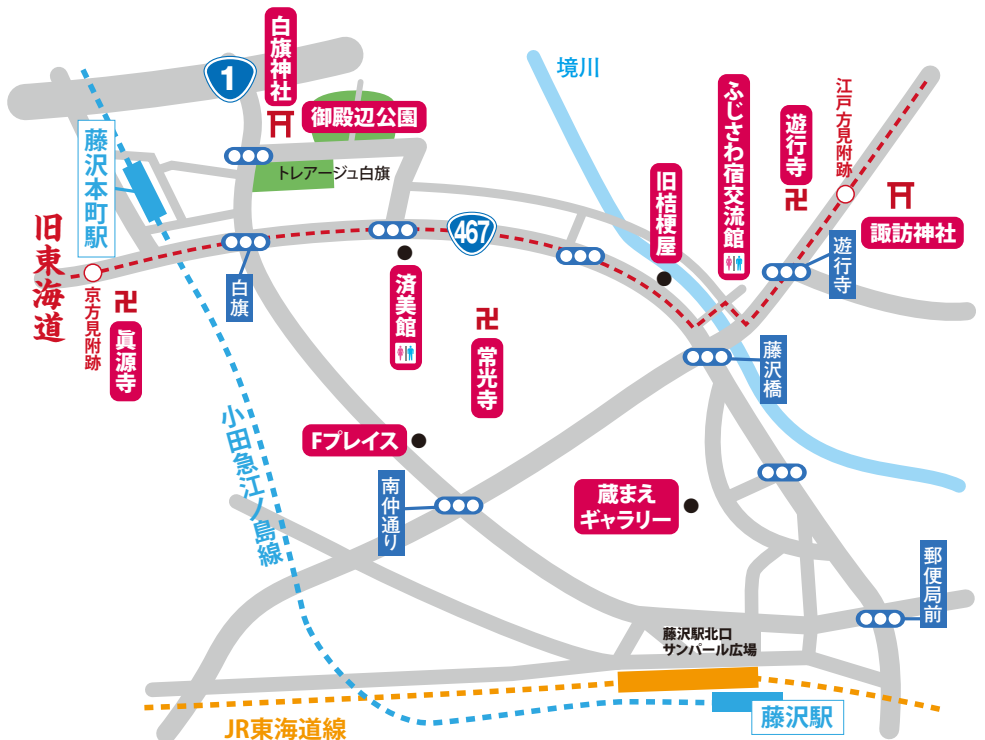 1
白旗神社
御殿辺公園
トレアージュ白旗
境川
ふじさわ宿交流館
遊行寺
江戸方見附跡
諏訪神社
旧桔梗屋
遊行寺
藤沢本町駅
旧東海道
京方見附跡
眞源寺
白旗
467
済美館
常光寺
藤沢橋
Fプレイス
小田急江ノ島線
南仲通り
蔵まえ
ギャラリー
郵便局前
藤沢駅北口
サンパール広場
藤沢駅
JR東海道線